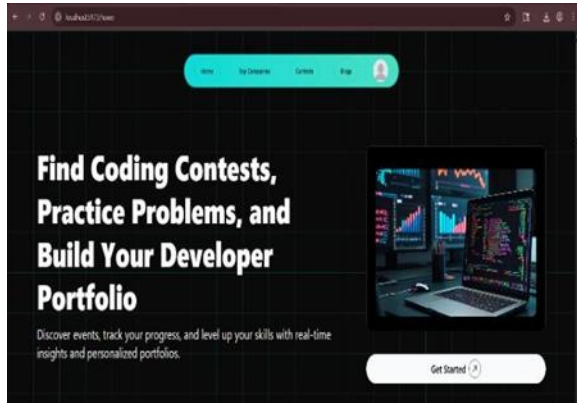 Home Top Companies Contests Blogs
Find Coding Contests,
Practice Problems, and
Build Your Developer
Portfolio
Discover events, track your progress, and level up your skills with real-time
insights and personalized portfolios.
Get Started